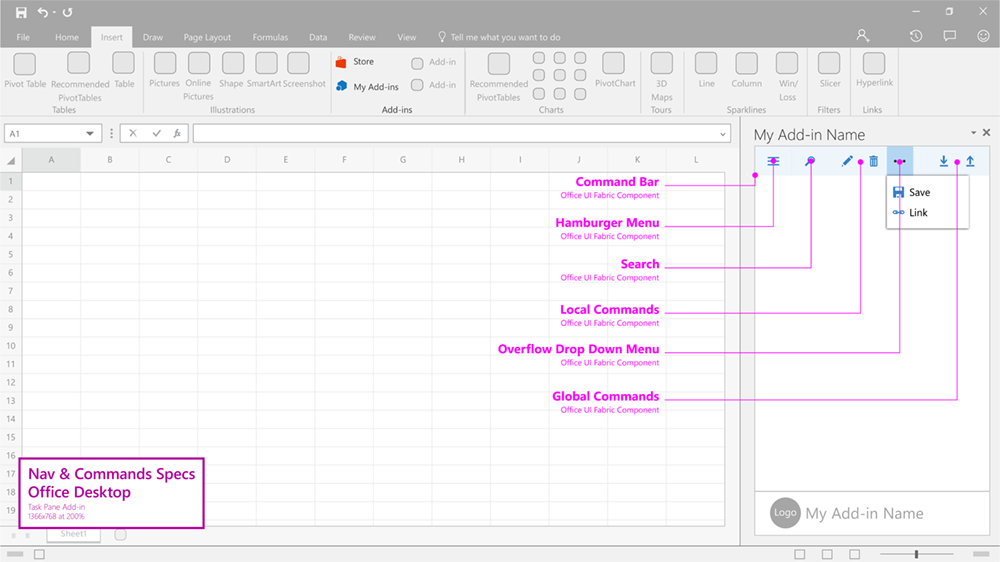 File Home Insert Draw Page Layout Formulas Data Review View Tell me what you want to do
Pivot Table
Recommended
PivotTables
Table
Tables
Pictures
Online
Pictures
Shape
SmartArt
Screenshot
Illustrations
Store
My Add-ins
Add-in
Add-in
Add-ins
Recommended
PivotTables
PivotChart
Charts
3D
Maps
Tours
Line
Column
Win/
Loss
Sparklines
Slicer
Filters
Hyperlink
Links
A1
fx
A B C D E F G H I J K L
1
2
3
4
5
6
7
8
9
10
11
12
13
14
15
16
17
18
19
Command Bar
Office UI Fabric Component
Hamburger Menu
Office UI Fabric Component
Search
Office UI Fabric Component
Local Commands
Office UI Fabric Component
Overflow Drop Down Menu
Office UI Fabric Component
Global Commands
Office UI Fabric Component
Nav & Commands Specs
Office Desktop
Task Pane Add-in
1366x768 at 200%
Sheet1
My Add-in Name
Save
Link
Logo
My Add-in Name